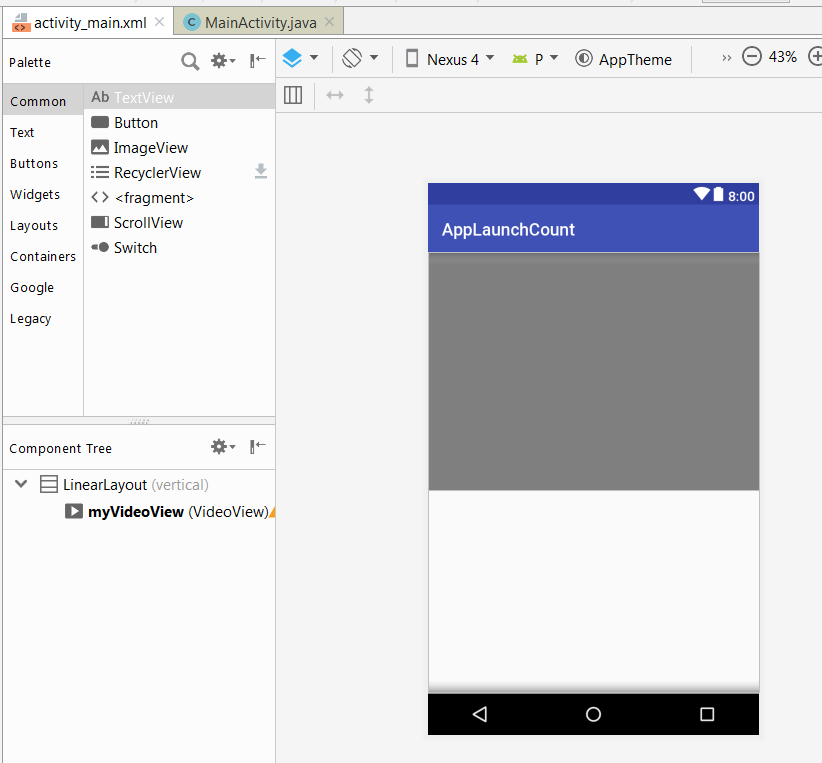 activity_main.xml
C MainActivity.java
Palette
Nexus 4
P
AppTheme
43%
Common
Text
Buttons
Widgets
Layouts
Containers
Google
Legacy
Ab TextView
Button
ImageView
RecyclerView
<fragment>
ScrollView
Switch
8:00
AppLaunchCount
Component Tree
LinearLayout (vertical)
myVideoView (VideoView)